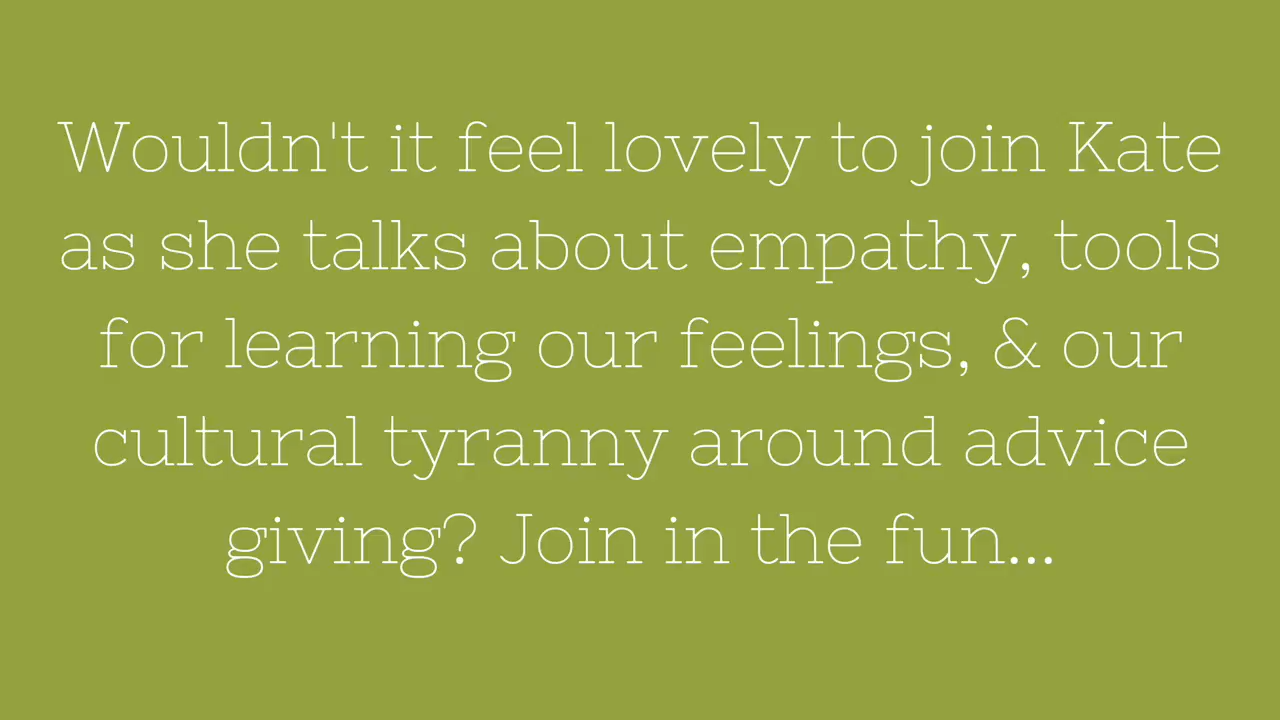 Wouldn't it feel lovely to join Kate
as she talks about empathy, tools
for learning our feelings, & our
cultural tyranny around advice
giving? Join in the fun...